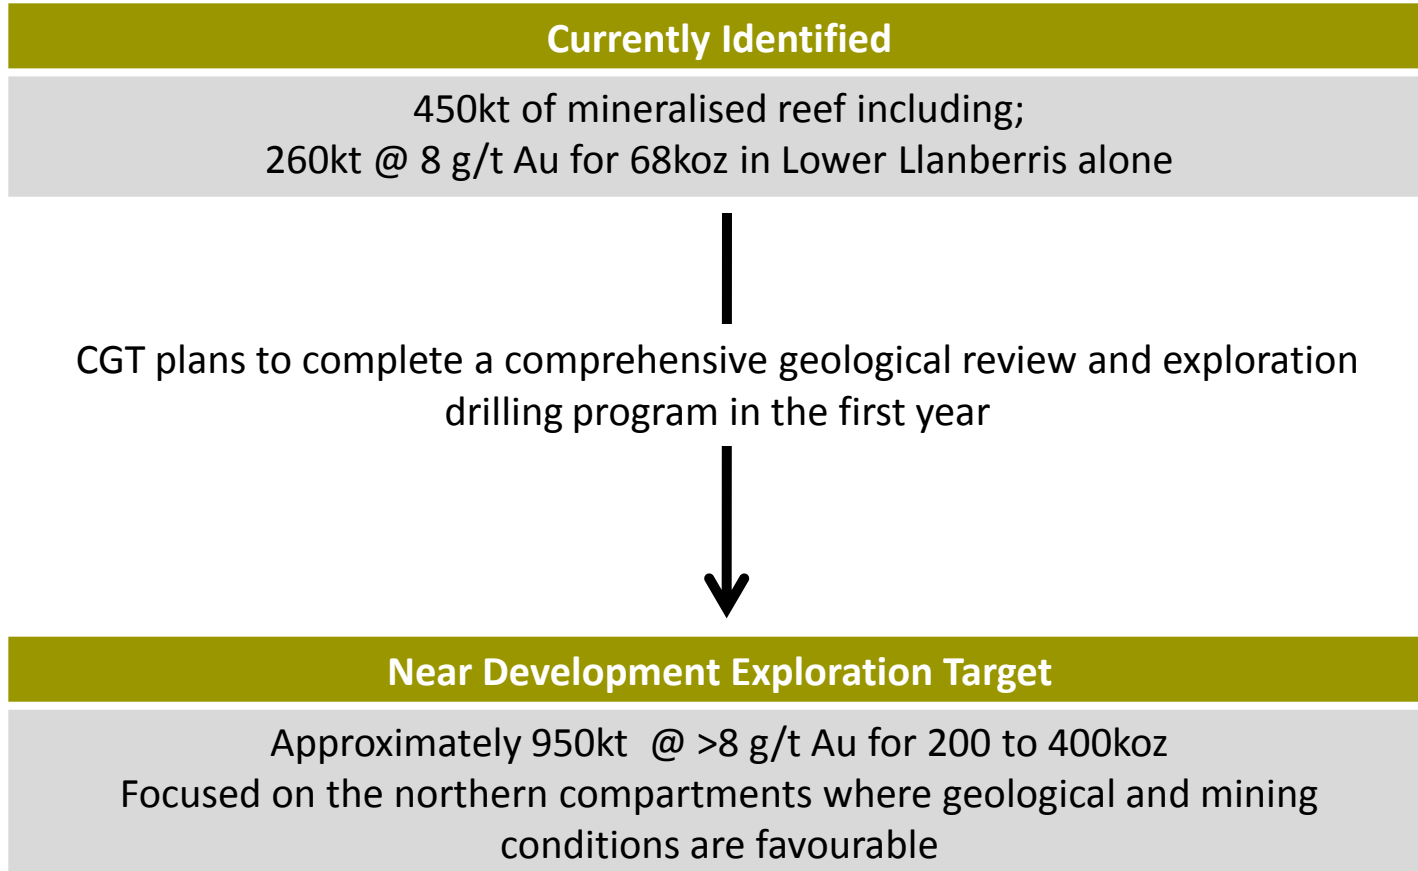 Currently Identified
450kt of mineralised reef including;
260kt @ 8 g/t Au for 68koz in Lower Llanberris alone
CGT plans to complete a comprehensive geological review and exploration
drilling program in the first year
Near Development Exploration Target
Approximately 950kt  @ >8 g/t Au for 200 to 400koz
Focused on the northern compartments where geological and mining
conditions are favourable